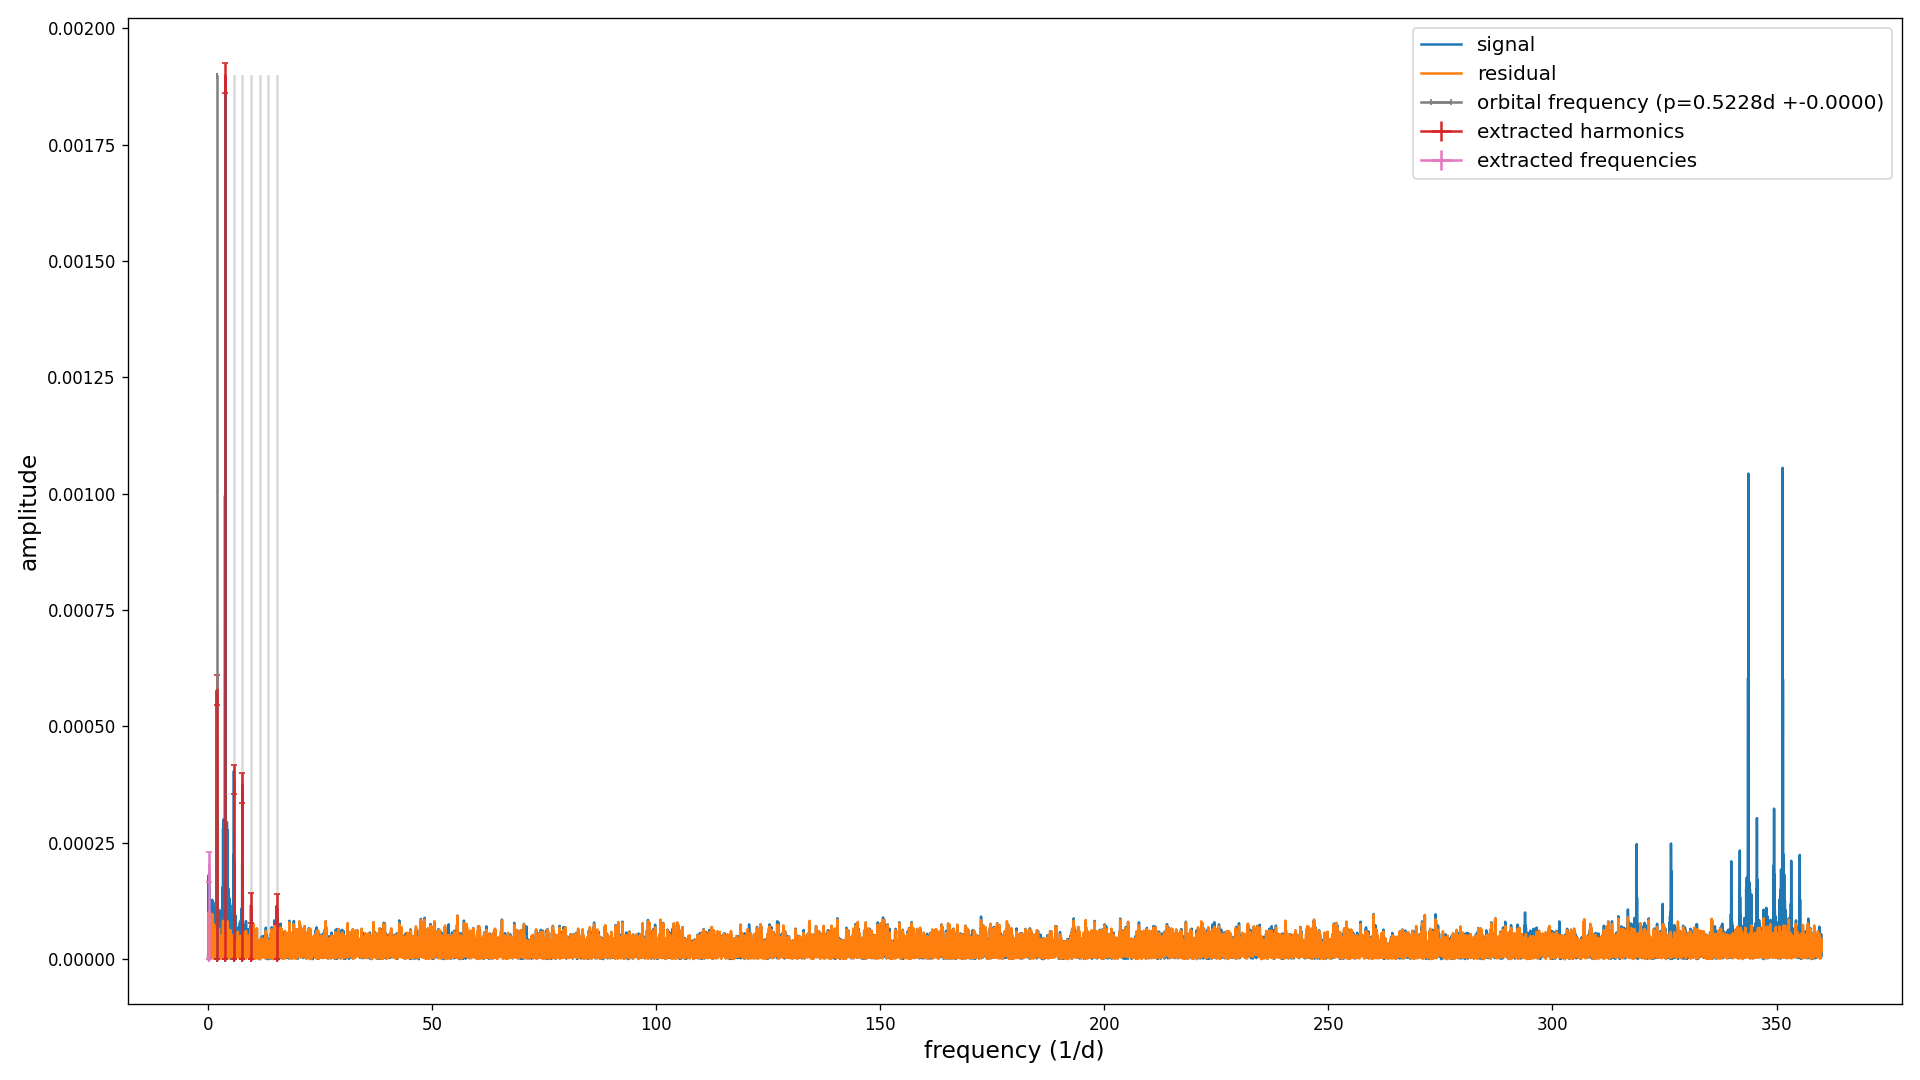 0.00200
0.00175
0.00150
0.00125
0.00100
0.00075
0.00050
0.00025
0.00000
amplitude
signal
residual
orbital frequency (p=0.5228d +-0.0000)
extracted harmonics
extracted frequencies
0 50 100 150 200 250 300 350
frequency (1/d)